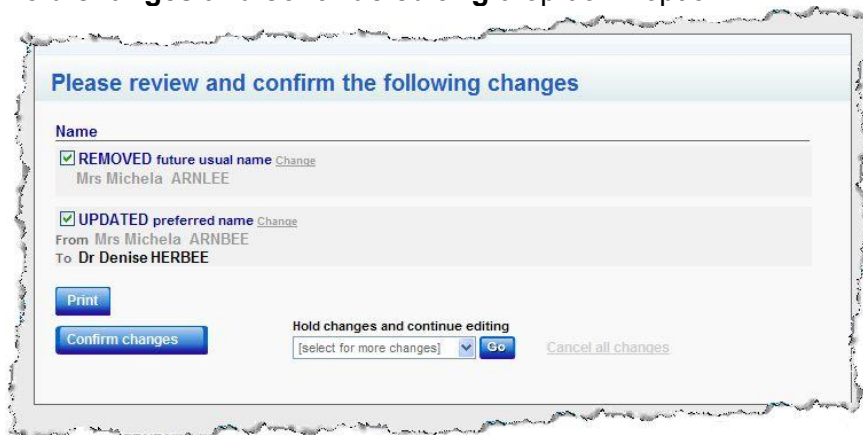 Please review and confirm the following changes
Name
REMOVED future usual name Change
Mrs Michela ARNLEE
UPDATED preferred name Change
From Mrs Michela ARNBEE
To Dr Denise HERBEE
Print
Hold changes and continue editing
Confirm changes [select for more changes] Go Cancel all changes